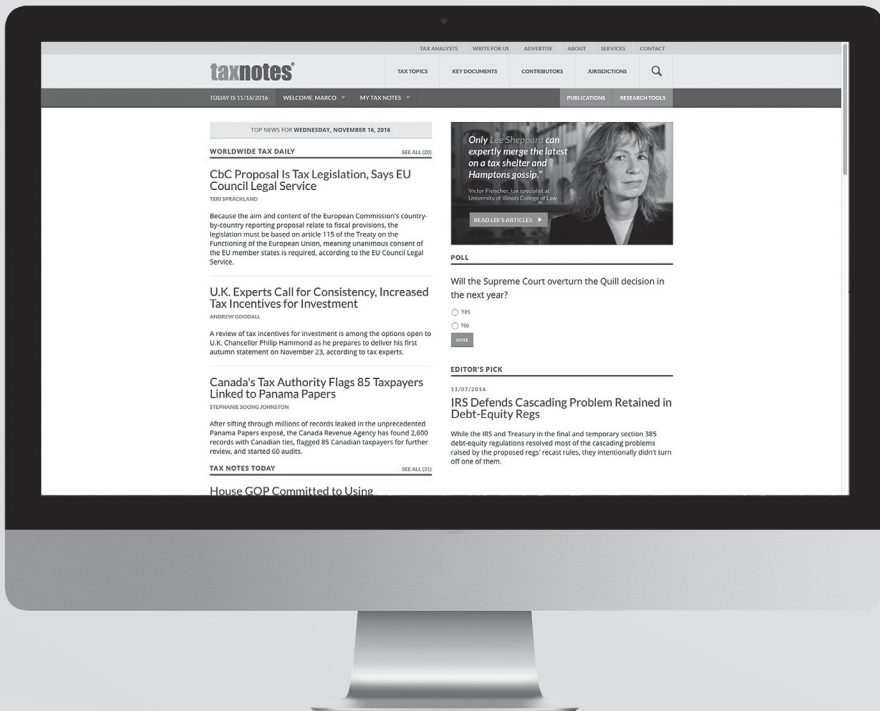 TAX ANALYSTS WRITE FOR US ADVERTISE ABOUT SERVICES CONTACT
taxnotes®
TAX TOPICS KEY DOCUMENTS CONTRIBUTORS JURISDICTIONS
TODAY IS 11/16/2016 WELCOME, MARCO MY TAX NOTES PUBLICATIONS RESEARCH TOOLS
TOP NEWS FOR WEDNESDAY, NOVEMBER 16, 2016
WORLDWIDE TAX DAILY SEE ALL (20)
CbC Proposal Is Tax Legislation, Says EU
Council Legal Service
TERI SPRACKLAND
Because the aim and content of the European Commission's country-
by-country reporting proposal relate to fiscal provisions, the
legislation must be based on article 115 of the Treaty on the
Functioning of the European Union, meaning unanimous consent of
the EU member states is required, according to the EU Council Legal
Service.
U.K. Experts Call for Consistency, Increased
Tax Incentives for Investment
ANDREW GOODALL
A review of tax incentives for investment is among the options open to
U.K. Chancellor Philip Hammond as he prepares to deliver his first
autumn statement on November 23, according to tax experts.
Canada's Tax Authority Flags 85 Taxpayers
Linked to Panama Papers
STEPHANIE SOONG JOHNSTON
After sifting through millions of records leaked in the unprecedented
Panama Papers exposé, the Canada Revenue Agency has found 2,600
records with Canadian ties, flagged 85 Canadian taxpayers for further
review, and started 60 audits.
TAX NOTES TODAY SEE ALL (31)
House GOP Committed to Using
Only Lee Sheppard can
expertly merge the latest
on a tax shelter and
Hamptons gossip."
Victor Fleischer, tax specialist at
University of Illinois College of Law
READ LEE'S ARTICLES
POLL
Will the Supreme Court overturn the Quill decision in
the next year?
Yes
No
VOTE
EDITOR'S PICK
11/07/2016
IRS Defends Cascading Problem Retained in
Debt-Equity Regs
While the IRS and Treasury in the final and temporary section 385
debt-equity regulations resolved most of the cascading problems
raised by the proposed regs' recast rules, they intentionally didn't turn
off one of them.